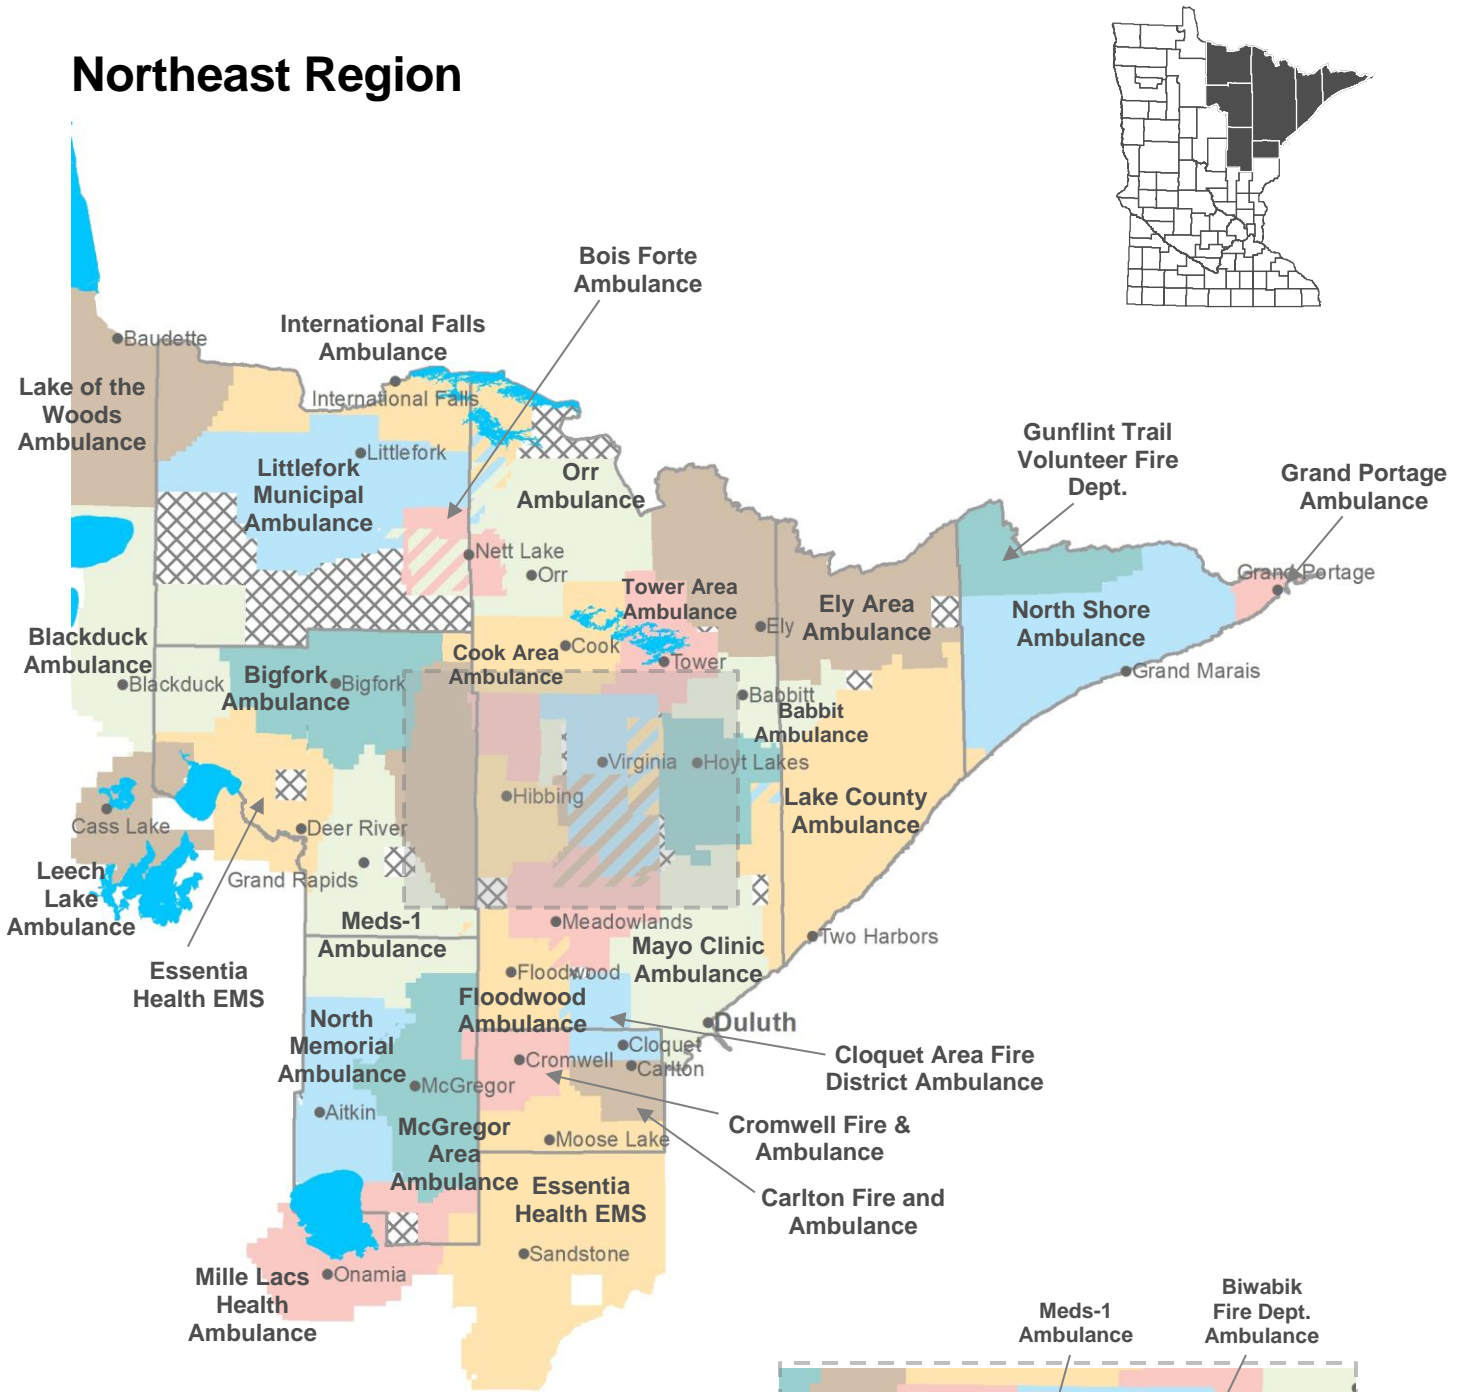 Northeast Region
Bois Forte
Ambulance
International Falls
Ambulance
Baudette
International Falls
Lake of the
Woods
Ambulance
Littlefork
Littlefork
Municipal
Ambulance
Orr
Ambulance
Gunflint Trail
Volunteer Fire
Dept.
Grand Portage
Ambulance
Nett Lake
Orr
Grand Portage
Tower Area
Ambulance
Ely
Ely Area
Ambulance
North Shore
Ambulance
Blackduck
Ambulance
Blackduck
Bigfork
Ambulance
Bigfork
Cook Area
Ambulance
Cook
Tower
Grand Marais
Babbitt
Babbit
Ambulance
Virginia
Hoyt Lakes
Hibbing
Lake County
Ambulance
Cass Lake
Deer River
Leech
Lake
Ambulance
Grand Rapids
Meds-1
Ambulance
Meadowlands
Two Harbors
Mayo Clinic
Ambulance
Essentia
Health EMS
Floodwood
Floodwood
Ambulance
North
Memorial
Ambulance
Duluth
Cloquet
Carlton
Cromwell
Cloquet Area Fire
District Ambulance
McGregor
Aitkin
McGregor
Area
Ambulance
Cromwell Fire &
Ambulance
Moose Lake
Essentia
Health EMS
Carlton Fire and
Ambulance
Sandstone
Onamia
Mille Lacs
Health
Ambulance
Meds-1
Ambulance
Biwabik
Fire Dept.
Ambulance